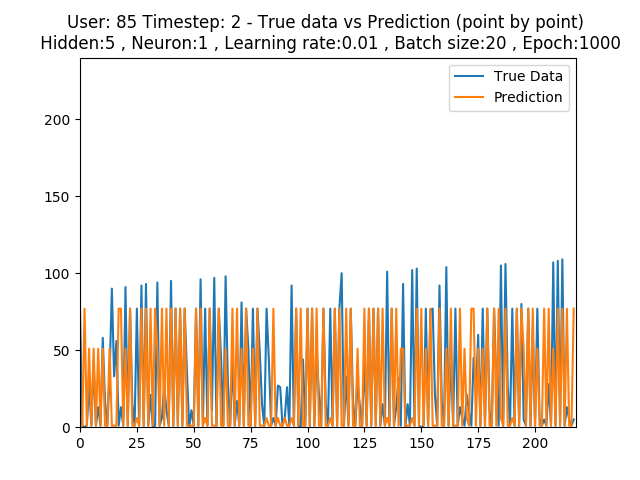 User: 85 Timestep: 2 - True data vs Prediction (point by point)
Hidden:5 , Neuron:1 , Learning rate:0.01 , Batch size:20 , Epoch:1000
True Data
Prediction
200
150
100
50
0
0 25 50 75 100 125 150 175 200